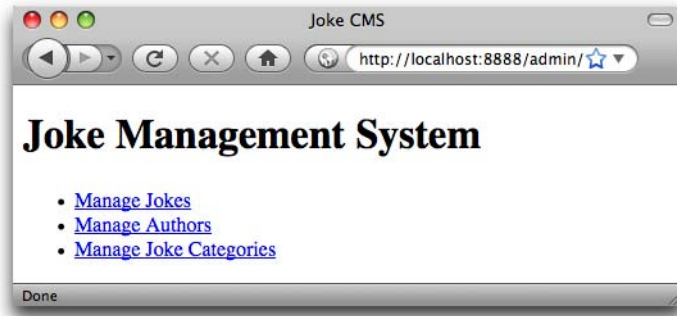 Joke CMS
http://localhost:8888/admin/
Joke Management System
• Manage Jokes
• Manage Authors
• Manage Joke Categories
Done